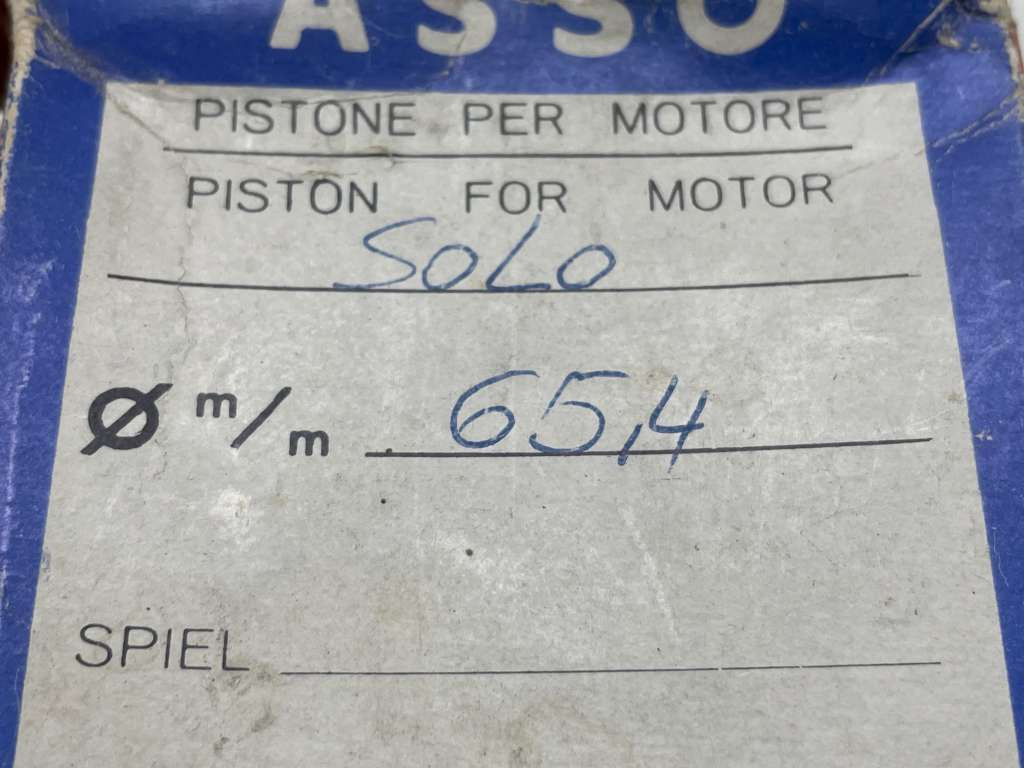 ASSO
PISTONE PER MOTORE
PISTON FOR MOTOR
SOLO
Ø m/m 65,4
SPIEL